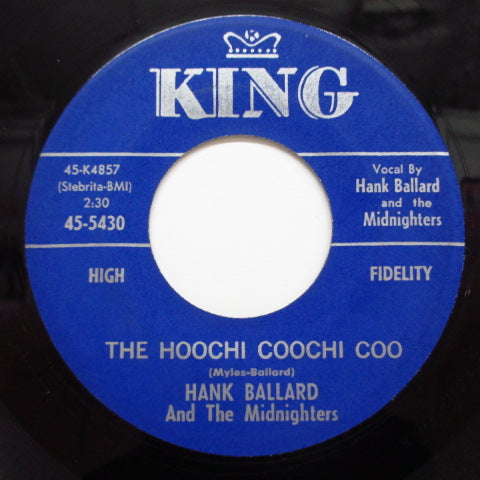 KING
45-K4857
(Stebrita-BMI)
2:30
45-5430
Vocal By
Hank Ballard
and the
Midnighters
HIGH FIDELITY
THE HOOCHI COOCHI COO
(Myles-Ballard)
HANK BALLARD
And The Midnighters